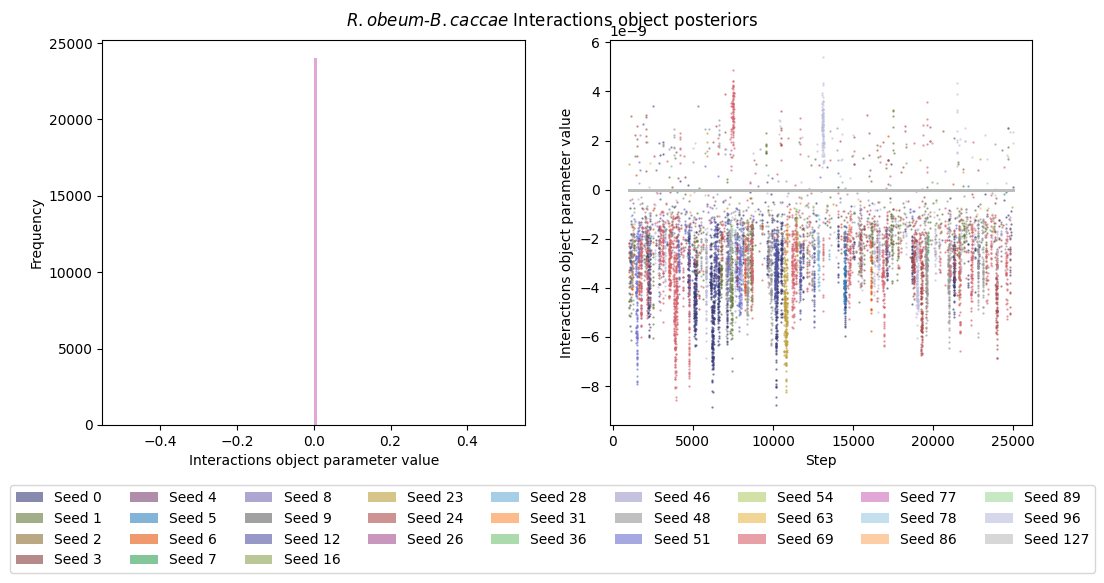 R.obeum-B.caccae Interactions object posteriors
25000
20000
15000
10000
5000
0
Frequency
−0.4 −0.2 0.0 0.2 0.4
Interactions object parameter value
1e−9
6
4
2
0
−2
−4
−6
−8
Interactions object parameter value
0 5000 10000 15000 20000 25000
Step
Seed 0 Seed 4 Seed 8 Seed 23 Seed 28 Seed 46 Seed 54 Seed 77 Seed 89
Seed 1 Seed 5 Seed 9 Seed 24 Seed 31 Seed 48 Seed 63 Seed 78 Seed 96
Seed 2 Seed 6 Seed 12 Seed 26 Seed 36 Seed 51 Seed 69 Seed 86 Seed 127
Seed 3 Seed 7 Seed 16